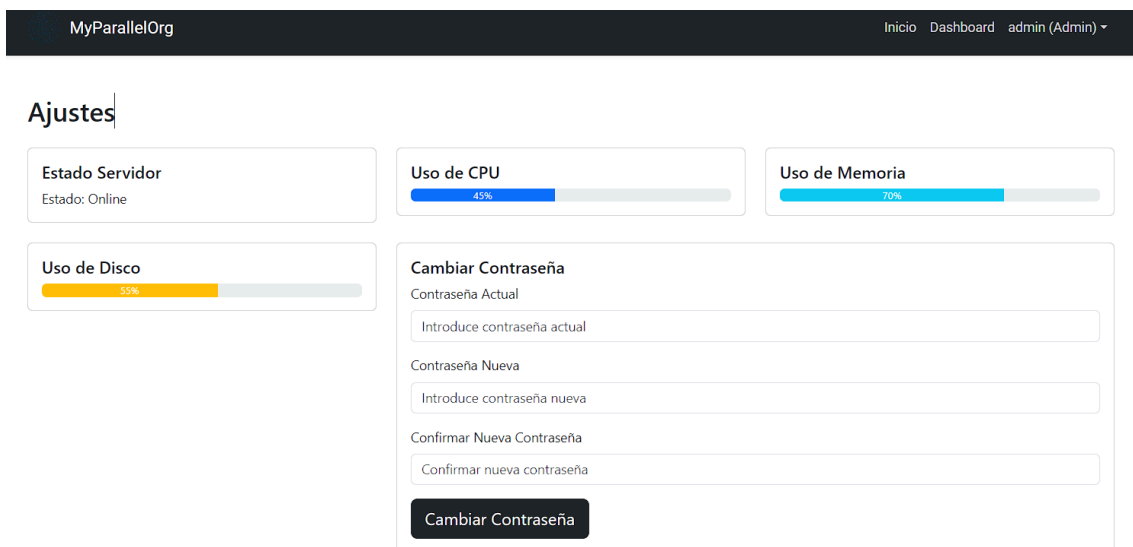 MyParallelOrg
Inicio Dashboard admin (Admin)
Ajustes
Estado Servidor
Estado: Online
Uso de CPU
45%
Uso de Memoria
70%
Uso de Disco
55%
Cambiar Contraseña
Contraseña Actual
Introduce contraseña actual
Contraseña Nueva
Introduce contraseña nueva
Confirmar Nueva Contraseña
Confirmar nueva contraseña
Cambiar Contraseña